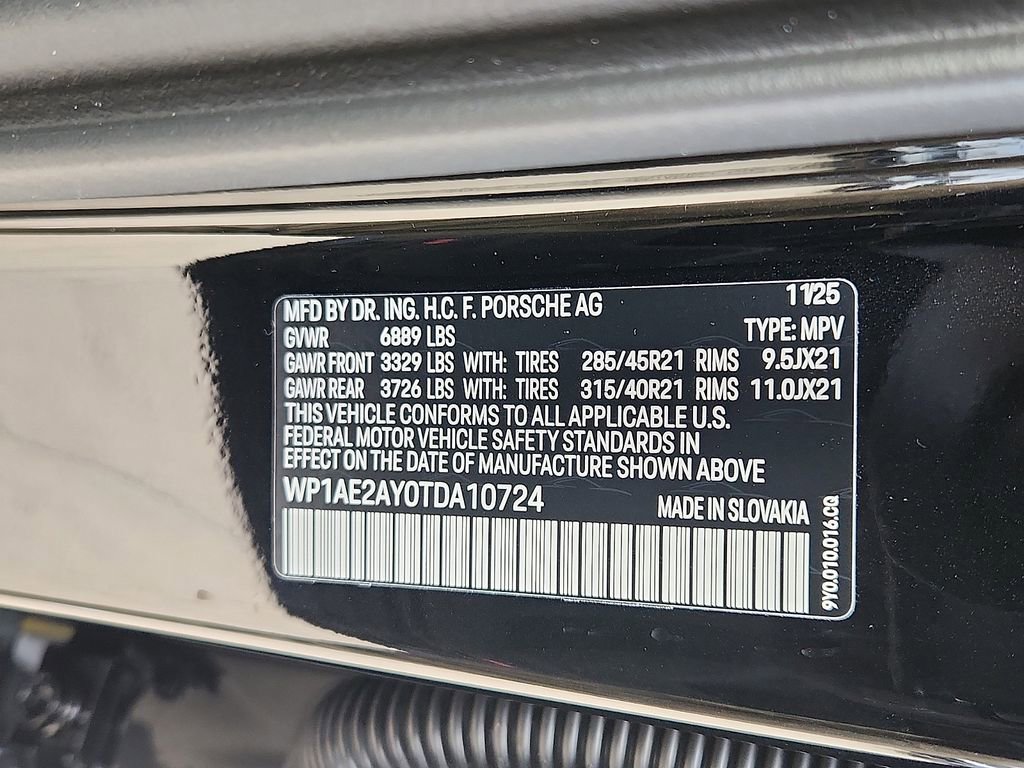 MFD BY DR. ING. H.C. F. PORSCHE AG 11/25
GVWR 6889 LBS TYPE: MPV
GAWR FRONT 3329 LBS WITH: TIRES 285/45R21 RIMS 9.5JX21
GAWR REAR 3726 LBS WITH: TIRES 315/40R21 RIMS 11.0JX21
THIS VEHICLE CONFORMS TO ALL APPLICABLE U.S.
FEDERAL MOTOR VEHICLE SAFETY STANDARDS IN
EFFECT ON THE DATE OF MANUFACTURE SHOWN ABOVE
WP1AE2AY0TDA10724 MADE IN SLOVAKIA
9Y0.010.016.CQ